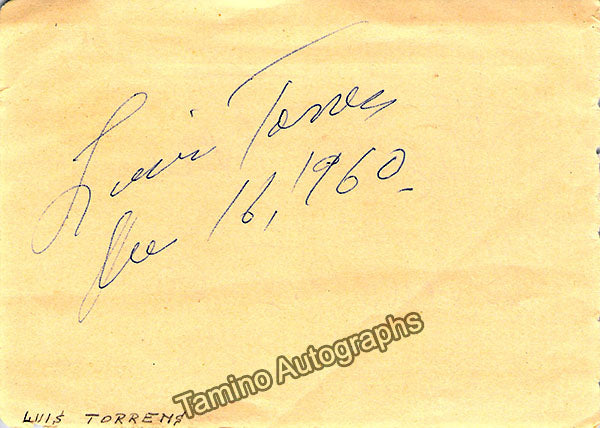 Luis Torres
Dec 16, 1960.
Tamino Autographs
LUIS TORRENS